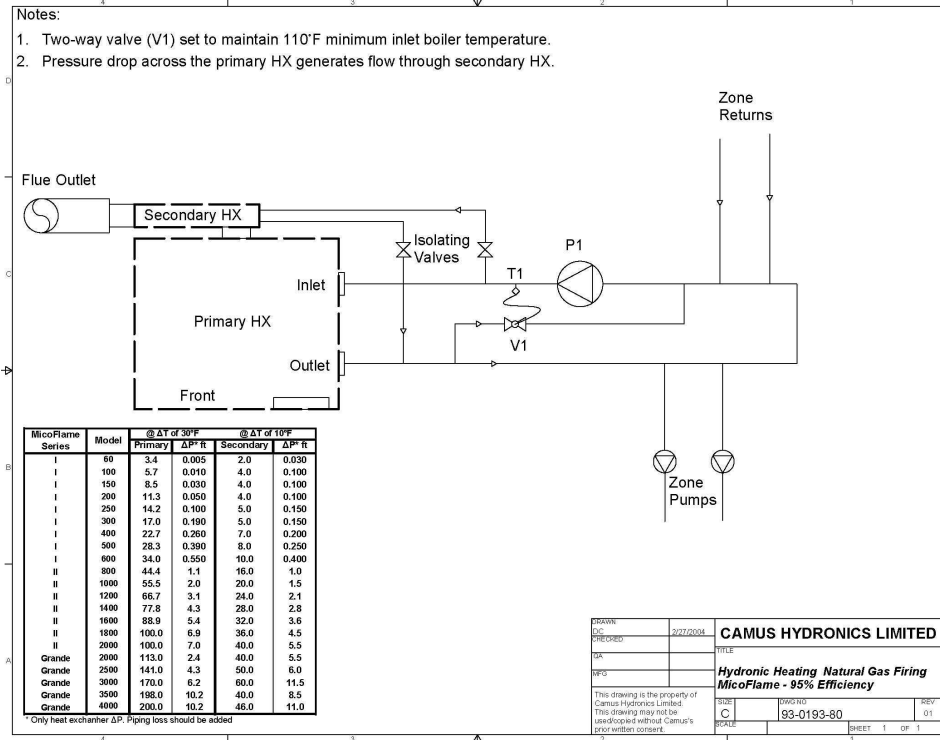 4 3 2 1
Notes:
1. Two-way valve (V1) set to maintain 110°F minimum inlet boiler temperature.
2. Pressure drop across the primary HX generates flow through secondary HX.
D
Zone
Returns
Flue Outlet
Secondary HX
Isolating
Valves
P1
C
Inlet
T1
Primary HX
V1
Outlet
Front
MicoFlame Series Model @ ΔT of 30°F @ ΔT of 10°F
Primary ΔP* ft Secondary ΔP* ft
I 60 3.4 0.005 2.0 0.030
I 100 5.7 0.010 4.0 0.100
I 150 8.5 0.030 4.0 0.100
I 200 11.3 0.050 4.0 0.100
I 250 14.2 0.100 5.0 0.150
I 300 17.0 0.190 5.0 0.150
I 400 22.7 0.260 7.0 0.200
I 500 28.3 0.390 8.0 0.250
I 600 34.0 0.550 10.0 0.400
II 800 44.4 1.1 16.0 1.0
II 1000 55.5 2.0 20.0 1.5
II 1200 66.7 3.1 24.0 2.1
II 1400 77.8 4.3 28.0 2.8
II 1600 88.9 5.4 32.0 3.6
II 1800 100.0 6.9 36.0 4.5
II 2000 100.0 7.0 40.0 5.5
Grande 2000 113.0 2.4 40.0 5.5
Grande 2500 141.0 4.3 50.0 6.0
Grande 3000 170.0 6.2 60.0 11.5
Grande 3500 198.0 10.2 40.0 8.5
Grande 4000 200.0 10.2 46.0 11.0
* Only heat exchanher ΔP. Piping loss should be added
B
Zone
Pumps
A
DRAWN
DC 2/27/2004
CHECKED
QA
MFG
This drawing is the property of
Camus Hydronics Limited.
This drawing may not be
used/copied without Camus's
prior written consent.
CAMUS HYDRONICS LIMITED
TITLE
Hydronic Heating Natural Gas Firing
MicoFlame - 95% Efficiency
SIZE DWG NO REV
C 93-0193-80 01
SCALE SHEET 1 OF 1
4 3 2 1